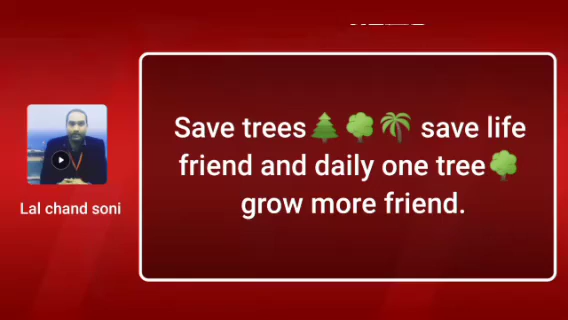 Save trees🌲🌳🌴 save life
friend and daily one tree🌳
grow more friend.
Lal chand soni